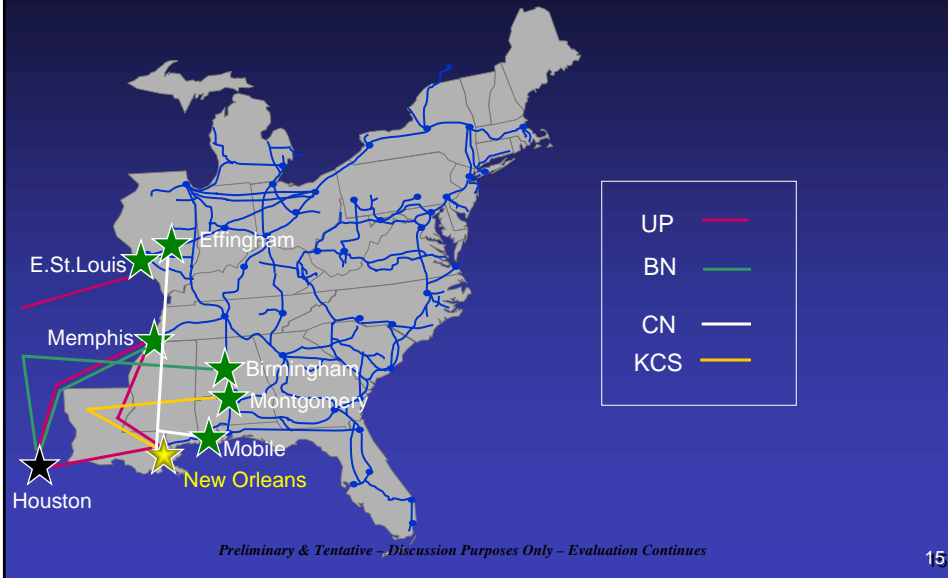 Effingham
E.St.Louis
Memphis
Birmingham
Montgomery
Mobile
New Orleans
Houston
UP
BN
CN
KCS
Preliminary & Tentative – Discussion Purposes Only – Evaluation Continues
15